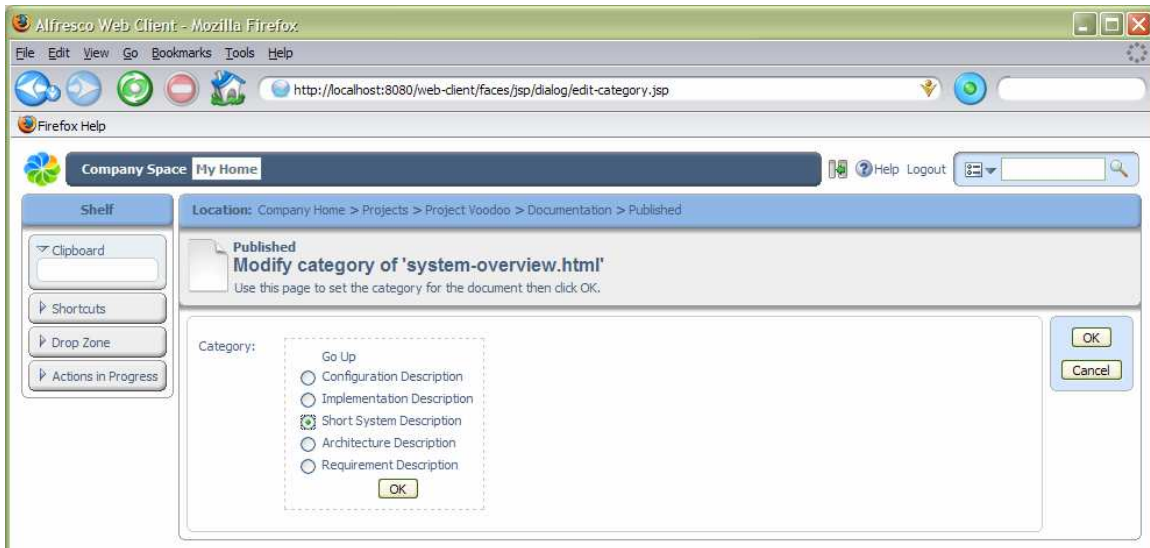 Alfresco Web Client - Mozilla Firefox
File Edit View Go Bookmarks Tools Help
http://localhost:8080/web-client/faces/jsp/dialog/edit-category.jsp
Firefox Help
Company Space My Home Help Logout
Shelf
Location: Company Home > Projects > Project Voodoo > Documentation > Published
Clipboard
Shortcuts
Drop Zone
Actions in Progress
Published
Modify category of 'system-overview.html'
Use this page to set the category for the document then click OK.
Category:
Go Up
Configuration Description
Implementation Description
Short System Description
Architecture Description
Requirement Description
OK
OK
Cancel